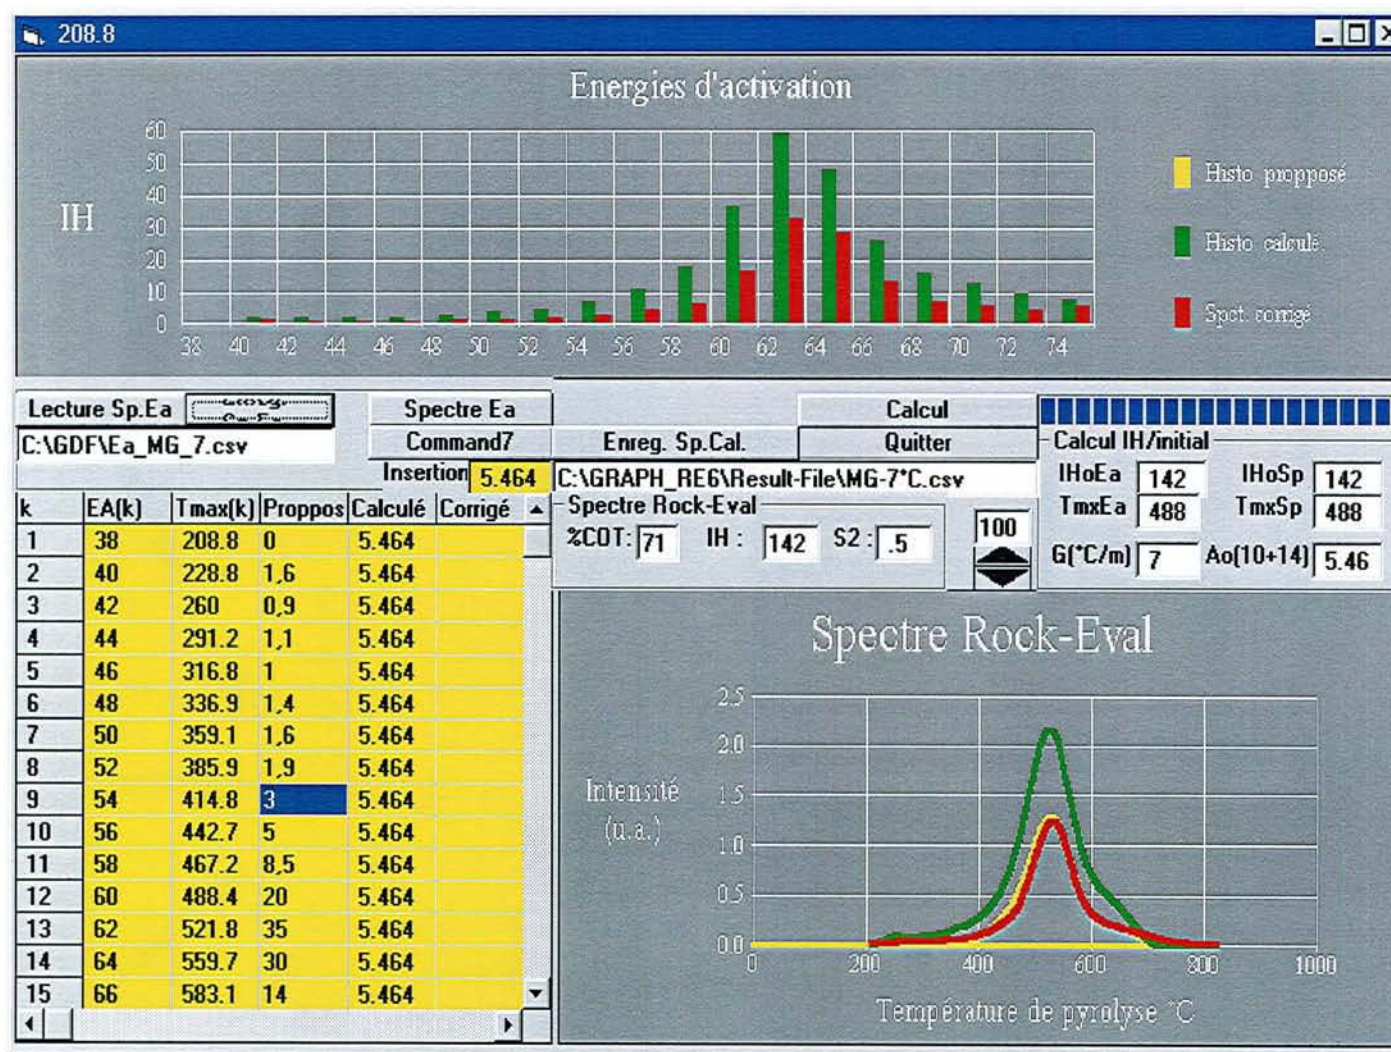 208.8
Energies d'activation
60
50
40
30
20
10
0
IH
38 40 42 44 46 48 50 52 54 56 58 60 62 64 66 68 70 72 74
Histo propposé
Histo calculé.
Spct. corrigé
Lecture Sp.Ea
Spectre Ea
C:\GDF\Ea_MG_7.csv
Command7
Insertion 5.464
Calcul
Enreg. Sp.Cal. Quitter
C:\GRAPH_RE6\Result-File\MG-7*C.csv
Spectre Rock-Eval
%COT: 71 IH : 142 S2 : .5
100
Calcul IH/initial
IHoEa 142 IHoSp 142
TmxEa 488 TmxSp 488
G(°C/m) 7 Ao(10+14) 5.46
k EA(k) Tmax(k) Proppos Calculé Corrigé
1 38 208.8 0 5.464
2 40 228.8 1,6 5.464
3 42 260 0,9 5.464
4 44 291.2 1,1 5.464
5 46 316.8 1 5.464
6 48 336.9 1,4 5.464
7 50 359.1 1,6 5.464
8 52 385.9 1,9 5.464
9 54 414.8 3 5.464
10 56 442.7 5 5.464
11 58 467.2 8,5 5.464
12 60 488.4 20 5.464
13 62 521.8 35 5.464
14 64 559.7 30 5.464
15 66 583.1 14 5.464
Spectre Rock-Eval
2.5
2.0
1.5
1.0
0.5
0.0
Intensité
(u.a.)
0 200 400 600 800 1000
Température de pyrolyse °C